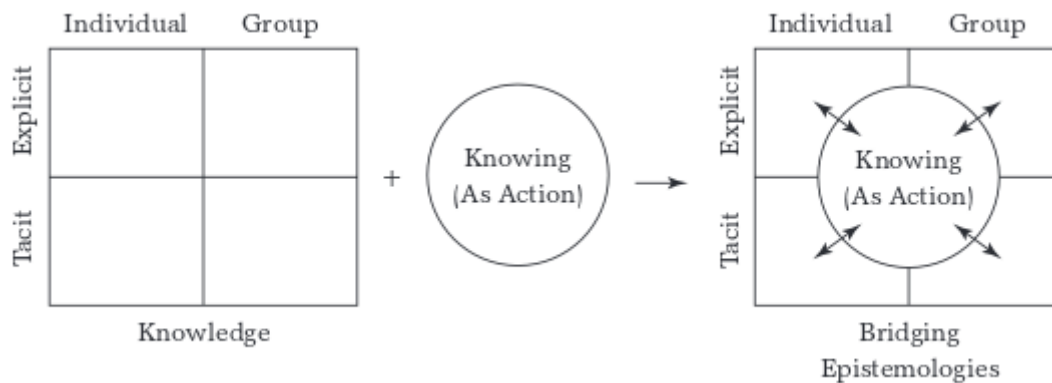 Individual Group
Explicit
Tacit
Knowledge
+
Knowing
(As Action)
Individual Group
Explicit
Tacit
Knowing
(As Action)
Bridging
Epistemologies